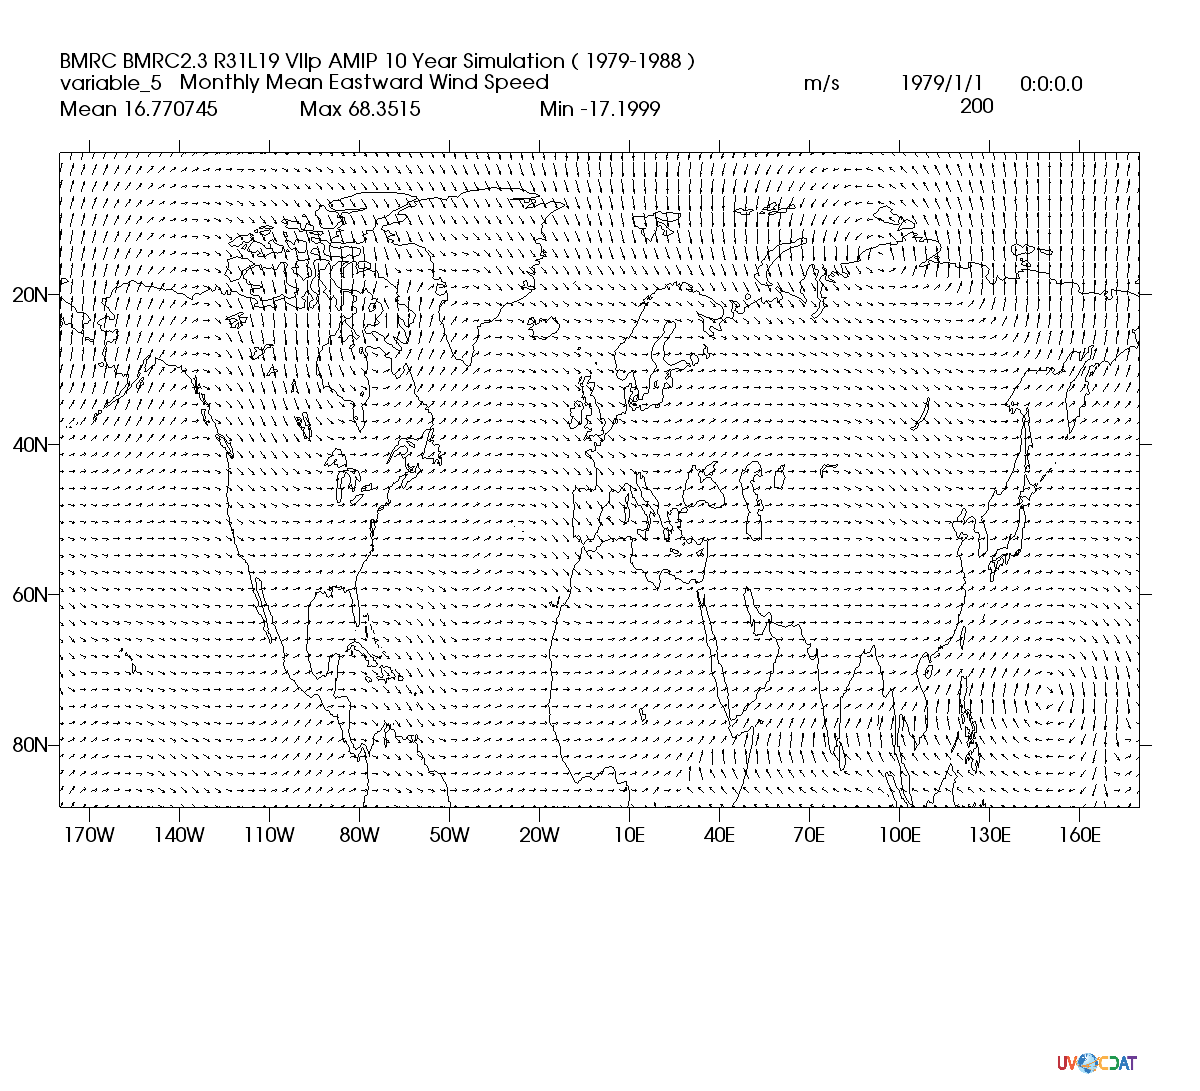 BMRC BMRC2.3 R31L19 VIIp AMIP 10 Year Simulation ( 1979-1988 )
variable_5 Monthly Mean Eastward Wind Speed m/s 1979/1/1 0:0:0.0
Mean 16.770745 Max 68.3515 Min -17.1999 200
20N
40N
60N
80N
170W 140W 110W 80W 50W 20W 10E 40E 70E 100E 130E 160E
UV CDAT